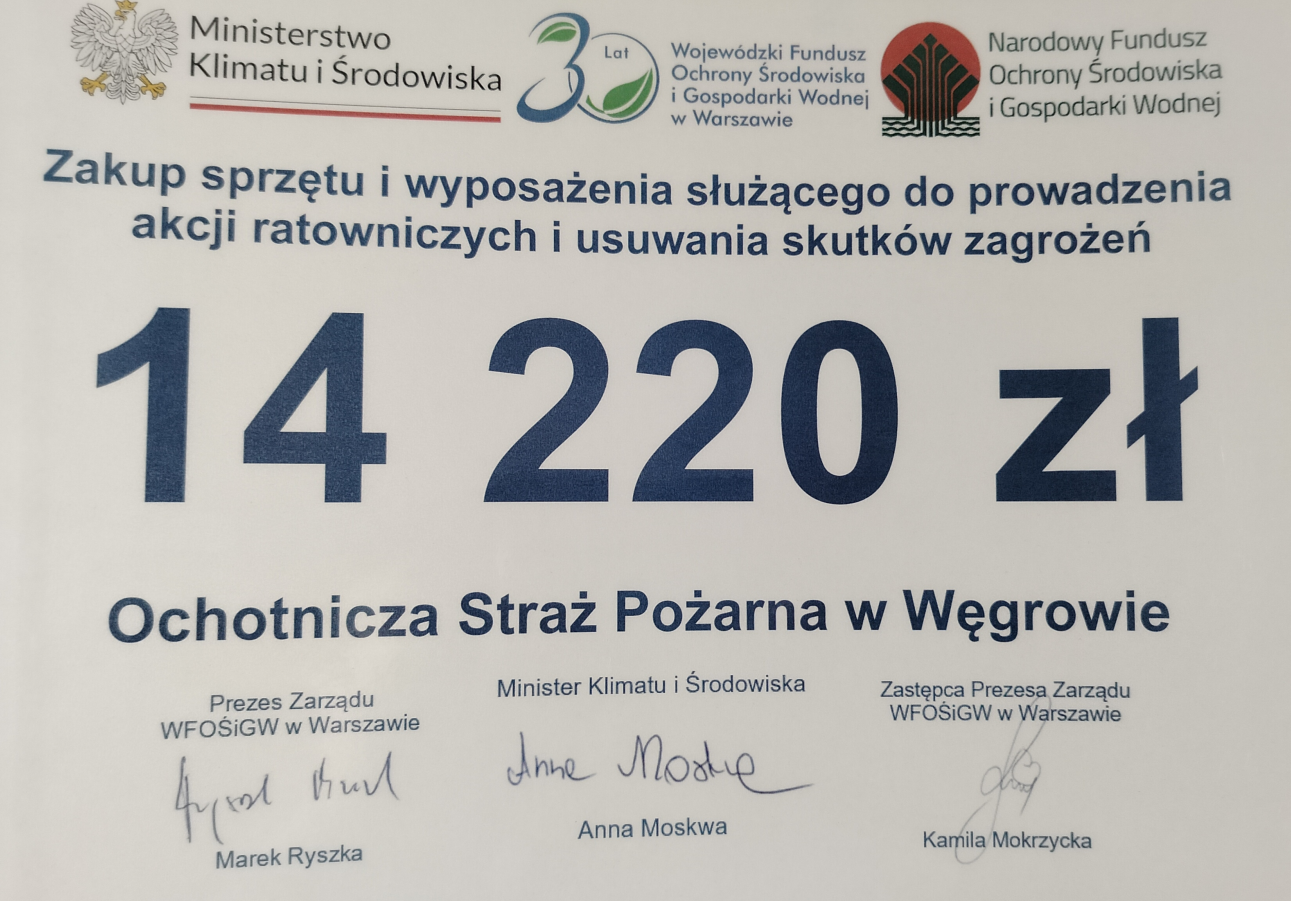 Ministerstwo
Klimatu i Środowiska
30 Lat
Wojewódzki Fundusz
Ochrony Środowiska
i Gospodarki Wodnej
w Warszawie
Narodowy Fundusz
Ochrony Środowiska
i Gospodarki Wodnej
Zakup sprzętu i wyposażenia służącego do prowadzenia
akcji ratowniczych i usuwania skutków zagrożeń
14 220 zł
Ochotnicza Straż Pożarna w Węgrowie
Prezes Zarządu
WFOŚiGW w Warszawie
Marek Ryszka
Minister Klimatu i Środowiska
Anna Moskwa
Anna Moskwa
Zastępca Prezesa Zarządu
WFOŚiGW w Warszawie
Kamila Mokrzycka